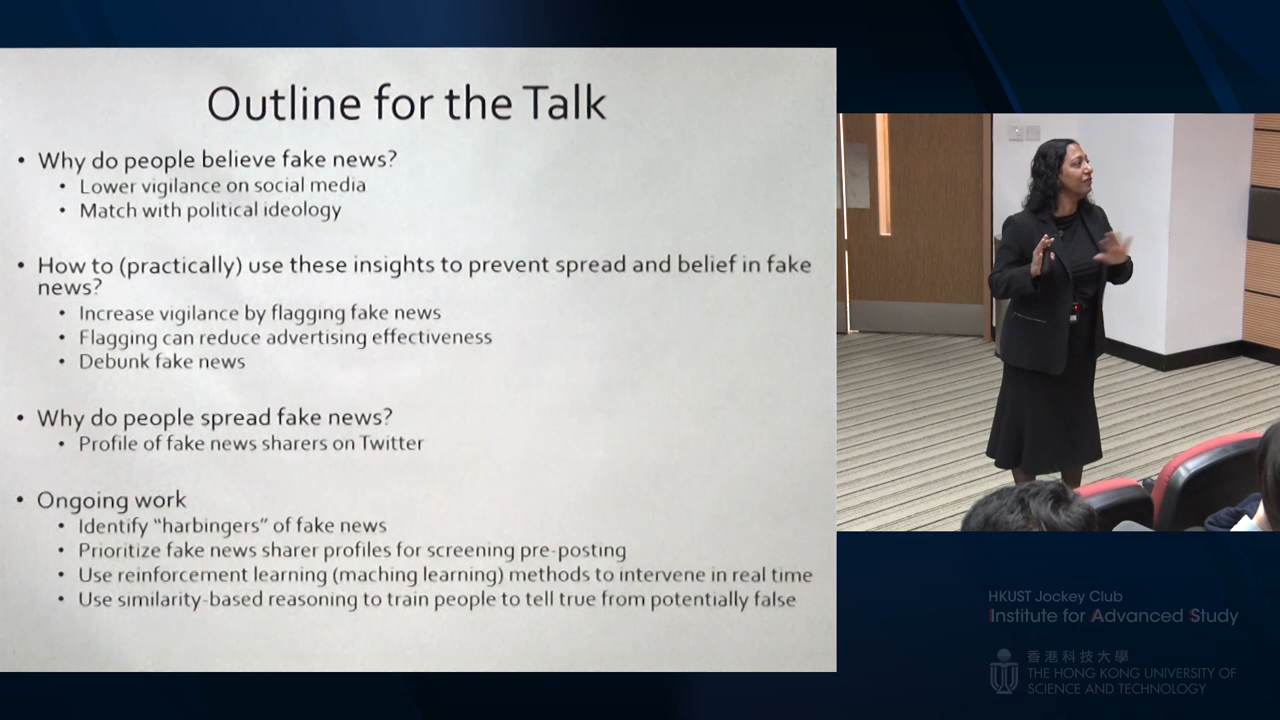 Outline for the Talk
• Why do people believe fake news?
• Lower vigilance on social media
• Match with political ideology
• How to (practically) use these insights to prevent spread and belief in fake
news?
• Increase vigilance by flagging fake news
• Flagging can reduce advertising effectiveness
• Debunk fake news
• Why do people spread fake news?
• Profile of fake news sharers on Twitter
• Ongoing work
• Identify “harbingers” of fake news
• Prioritize fake news sharer profiles for screening pre-posting
• Use reinforcement learning (maching learning) methods to intervene in real time
• Use similarity-based reasoning to train people to tell true from potentially false
HKUST Jockey Club
Institute for Advanced Study
香港科技大學
THE HONG KONG UNIVERSITY OF
SCIENCE AND TECHNOLOGY